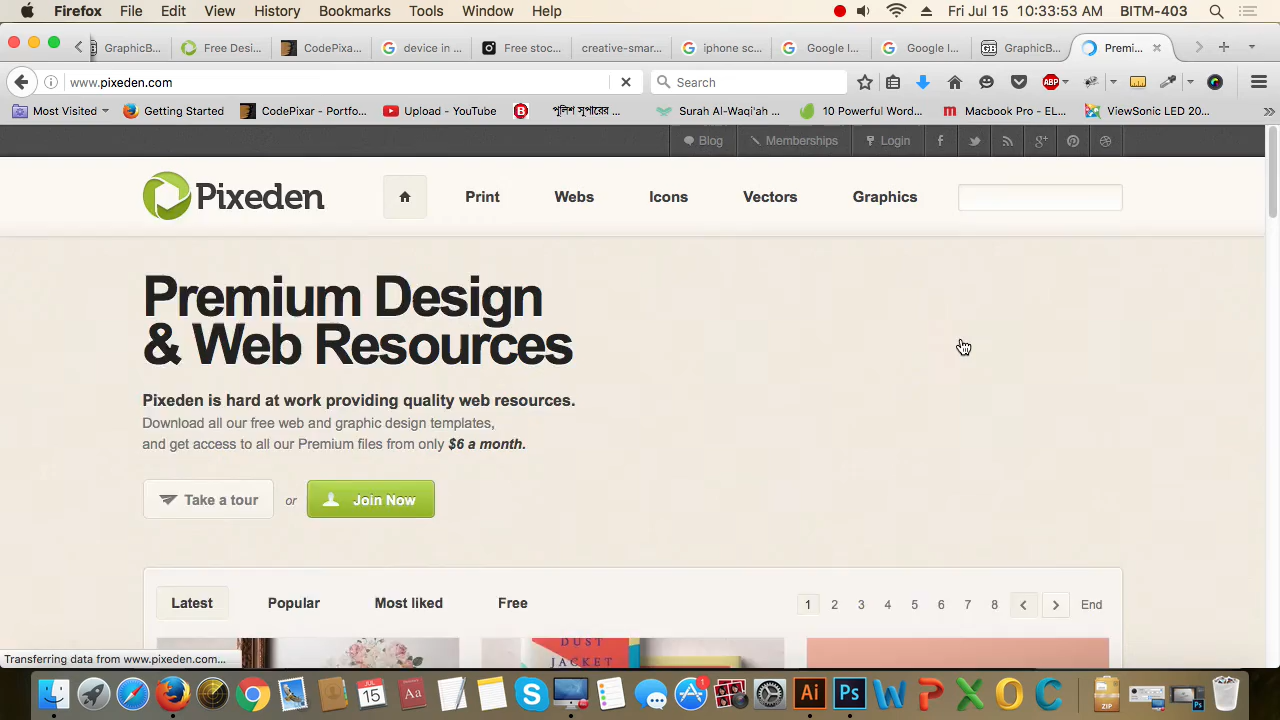 Firefox File Edit View History Bookmarks Tools Window Help Fri Jul 15 10:33:53 AM BITM-403
GraphicB... Free Desi... CodePixa... device in ... Free stoc... creative smar... iphone sc... Google I... Google I... GraphicB... Premi...
www.pixeden.com Search
Most Visited Getting Started CodePixar - Portfo... Upload - YouTube পুলিশ সুপারের ... Surah Al-Waqi'ah ... 10 Powerful Word... Macbook Pro - EL... ViewSonic LED 20...
Blog Memberships Login
Pixeden Print Webs Icons Vectors Graphics
Premium Design
& Web Resources
Pixeden is hard at work providing quality web resources.
Download all our free web and graphic design templates,
and get access to all our Premium files from only $6 a month.
Take a tour or Join Now
Latest Popular Most liked Free 1 2 3 4 5 6 7 8 End
DUST
JACKET
Transferring data from www.pixeden.com...